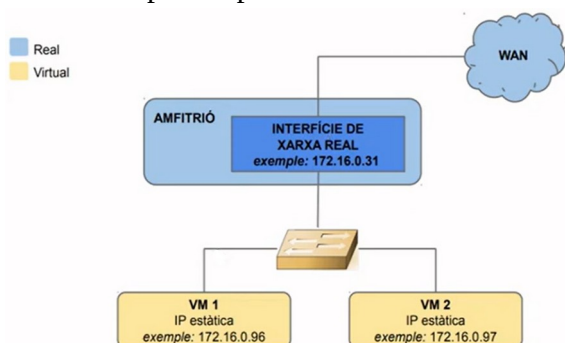 Real
Virtual
WAN
AMFITRIÓ
INTERFÍCIE DE
XARXA REAL
exemple: 172.16.0.31
VM 1
IP estàtica
exemple: 172.16.0.96
VM 2
IP estàtica
exemple: 172.16.0.97